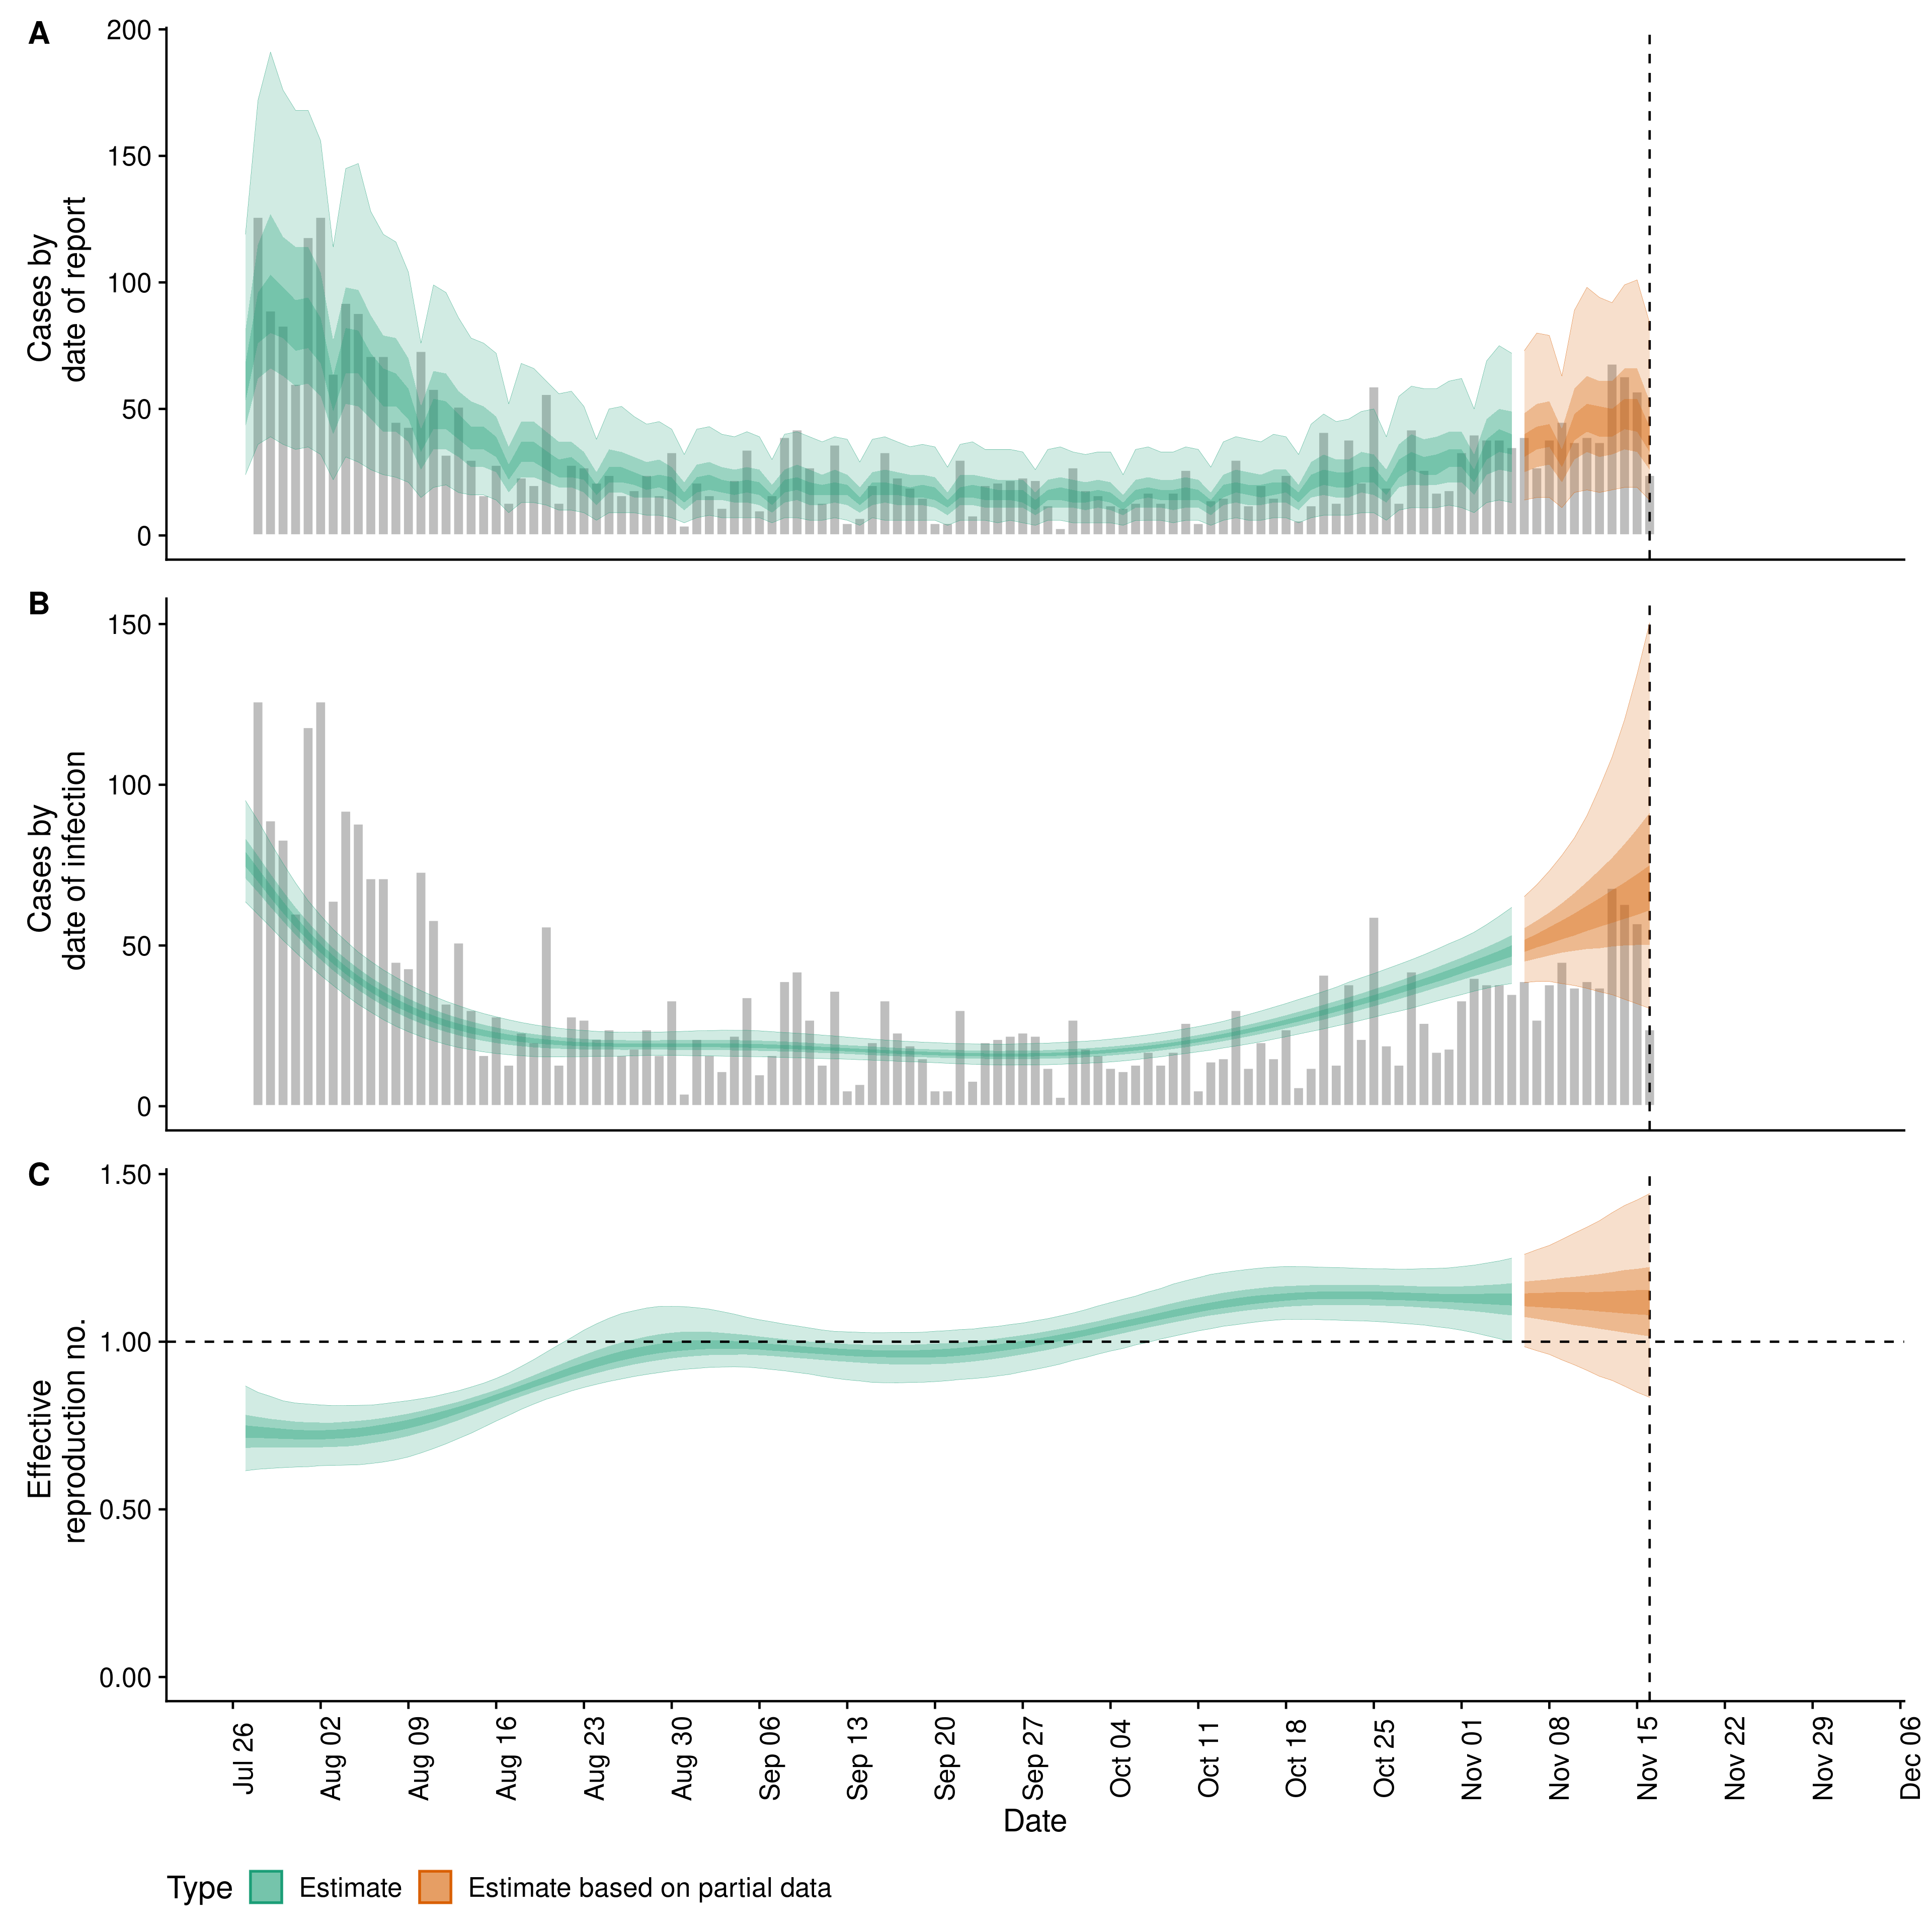 A
200
150
100
50
0
Cases by
date of report
B
150
100
50
0
Cases by
date of infection
C
1.50
1.00
0.50
0.00
Effective
reproduction no.
Jul 26
Aug 02
Aug 09
Aug 16
Aug 23
Aug 30
Sep 06
Sep 13
Sep 20
Sep 27
Oct 04
Oct 11
Oct 18
Oct 25
Nov 01
Nov 08
Nov 15
Nov 22
Nov 29
Dec 06
Date
Type Estimate Estimate based on partial data